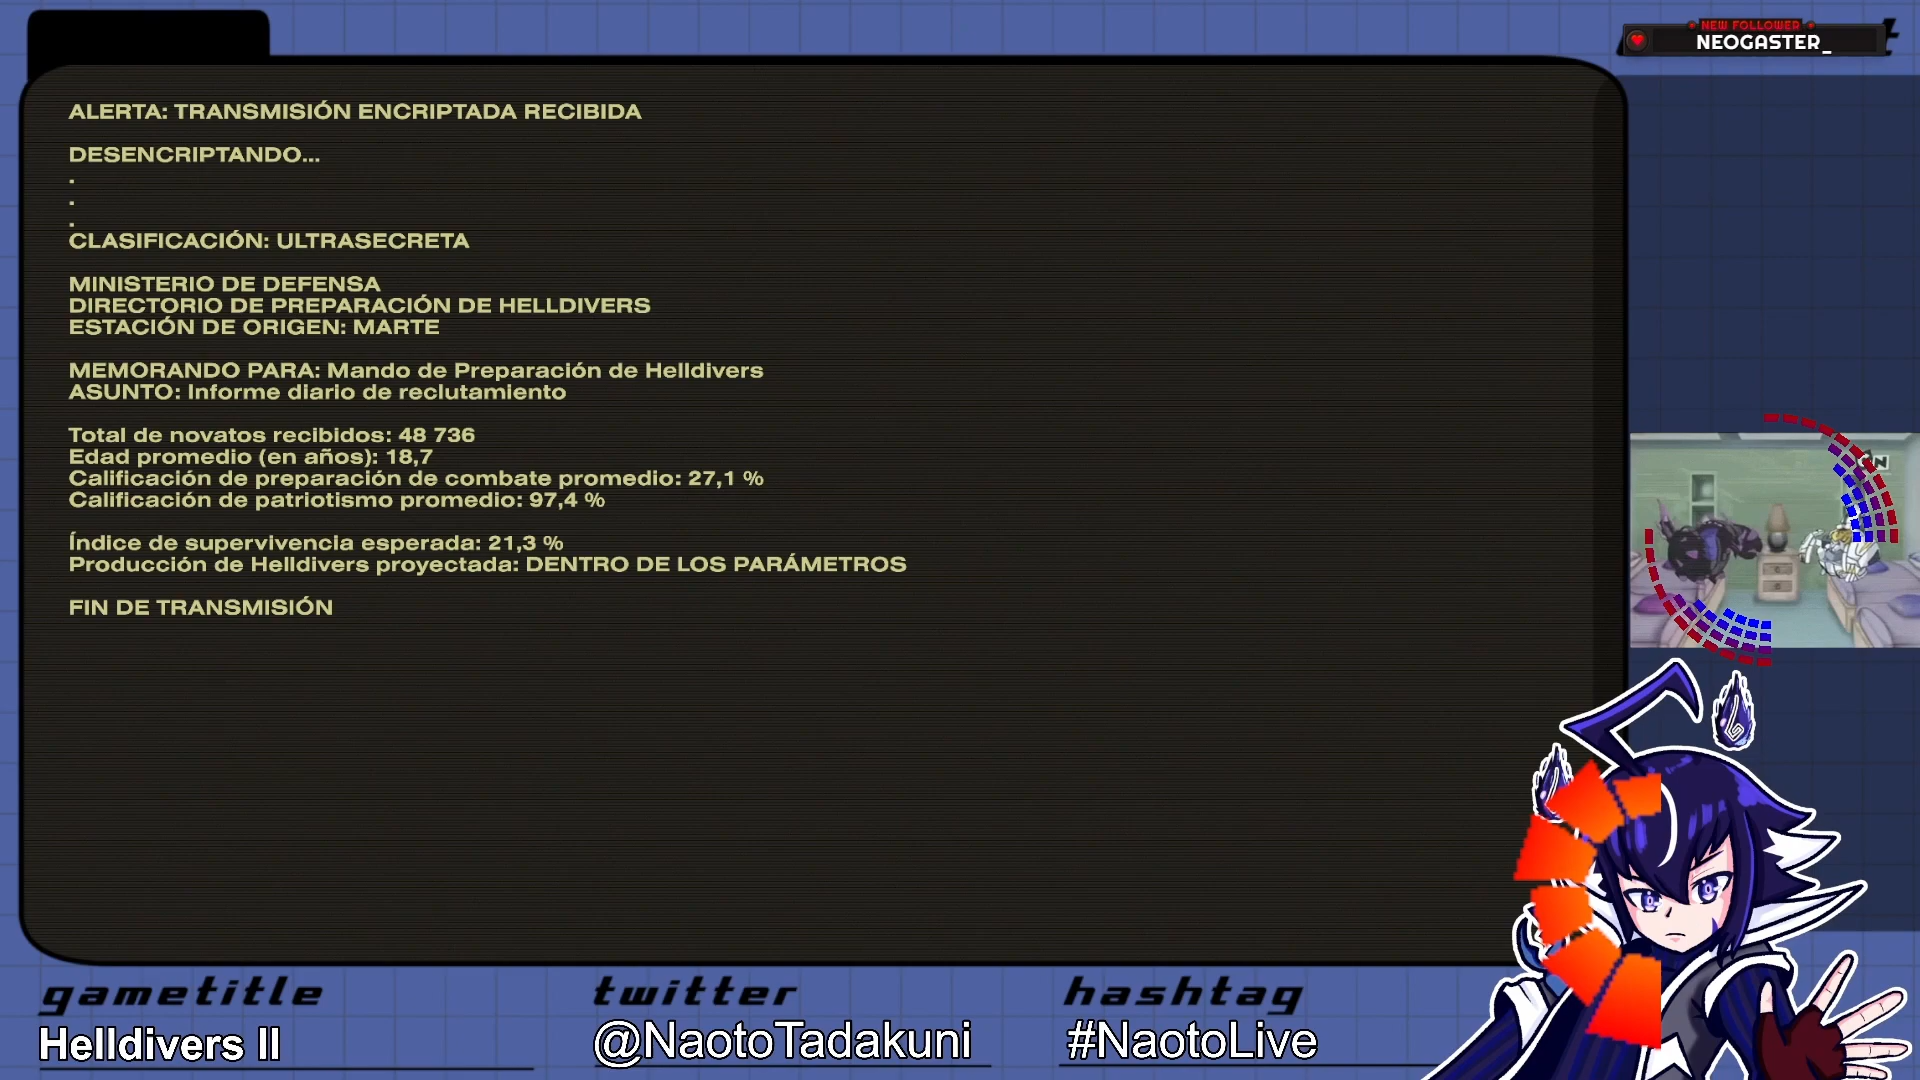 NEW FOLLOWER
NEOGASTER_
ALERTA: TRANSMISIÓN ENCRIPTADA RECIBIDA
DESENCRIPTANDO...
.
.
.
CLASIFICACIÓN: ULTRASECRETA
MINISTERIO DE DEFENSA
DIRECTORIO DE PREPARACIÓN DE HELLDIVERS
ESTACIÓN DE ORIGEN: MARTE
MEMORANDO PARA: Mando de Preparación de Helldivers
ASUNTO: Informe diario de reclutamiento
Total de novatos recibidos: 48 736
Edad promedio (en años): 18,7
Calificación de preparación de combate promedio: 27,1 %
Calificación de patriotismo promedio: 97,4 %
Índice de supervivencia esperada: 21,3 %
Producción de Helldivers proyectada: DENTRO DE LOS PARÁMETROS
FIN DE TRANSMISIÓN
gametitle
Helldivers II
twitter
@NaotoTadakuni
hashtag
#NaotoLive